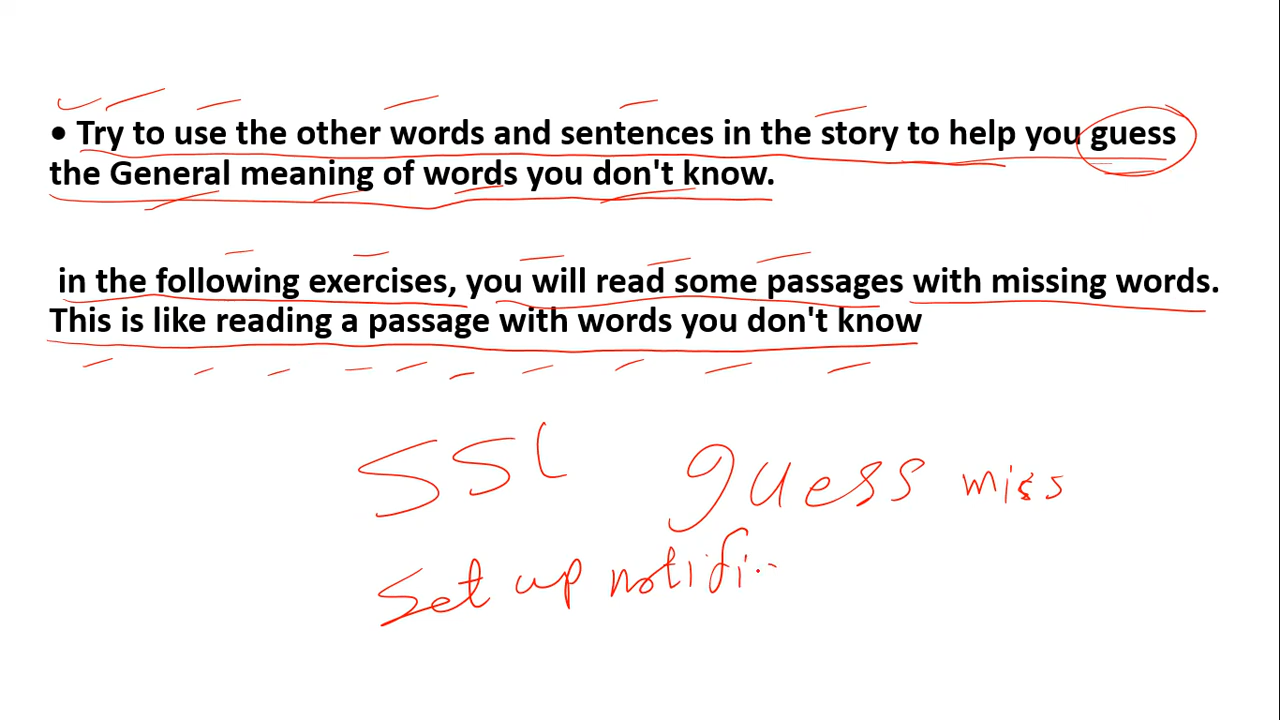 • Try to use the other words and sentences in the story to help you guess
the General meaning of words you don't know.
in the following exercises, you will read some passages with missing words.
This is like reading a passage with words you don't know
guess miss
Set up notifi